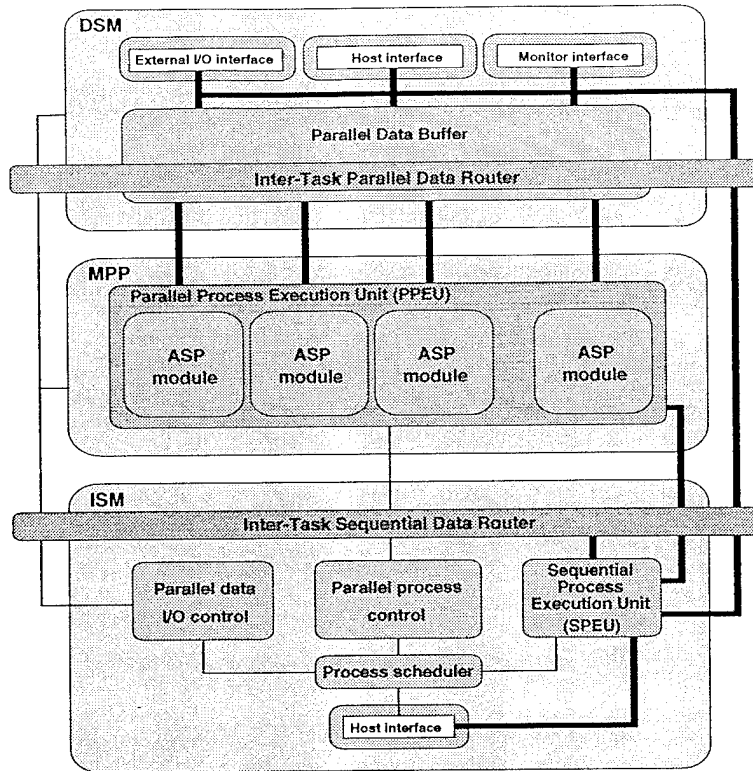 DSM
External I/O interface
Host interface
Monitor interface
Parallel Data Buffer
Inter-Task Parallel Data Router
MPP
Parallel Process Execution Unit (PPEU)
ASP
module
ASP
module
ASP
module
ASP
module
ISM
Inter-Task Sequential Data Router
Parallel data
I/O control
Parallel process
control
Sequential
Process
Execution Unit
(SPEU)
Process scheduler
Host interface